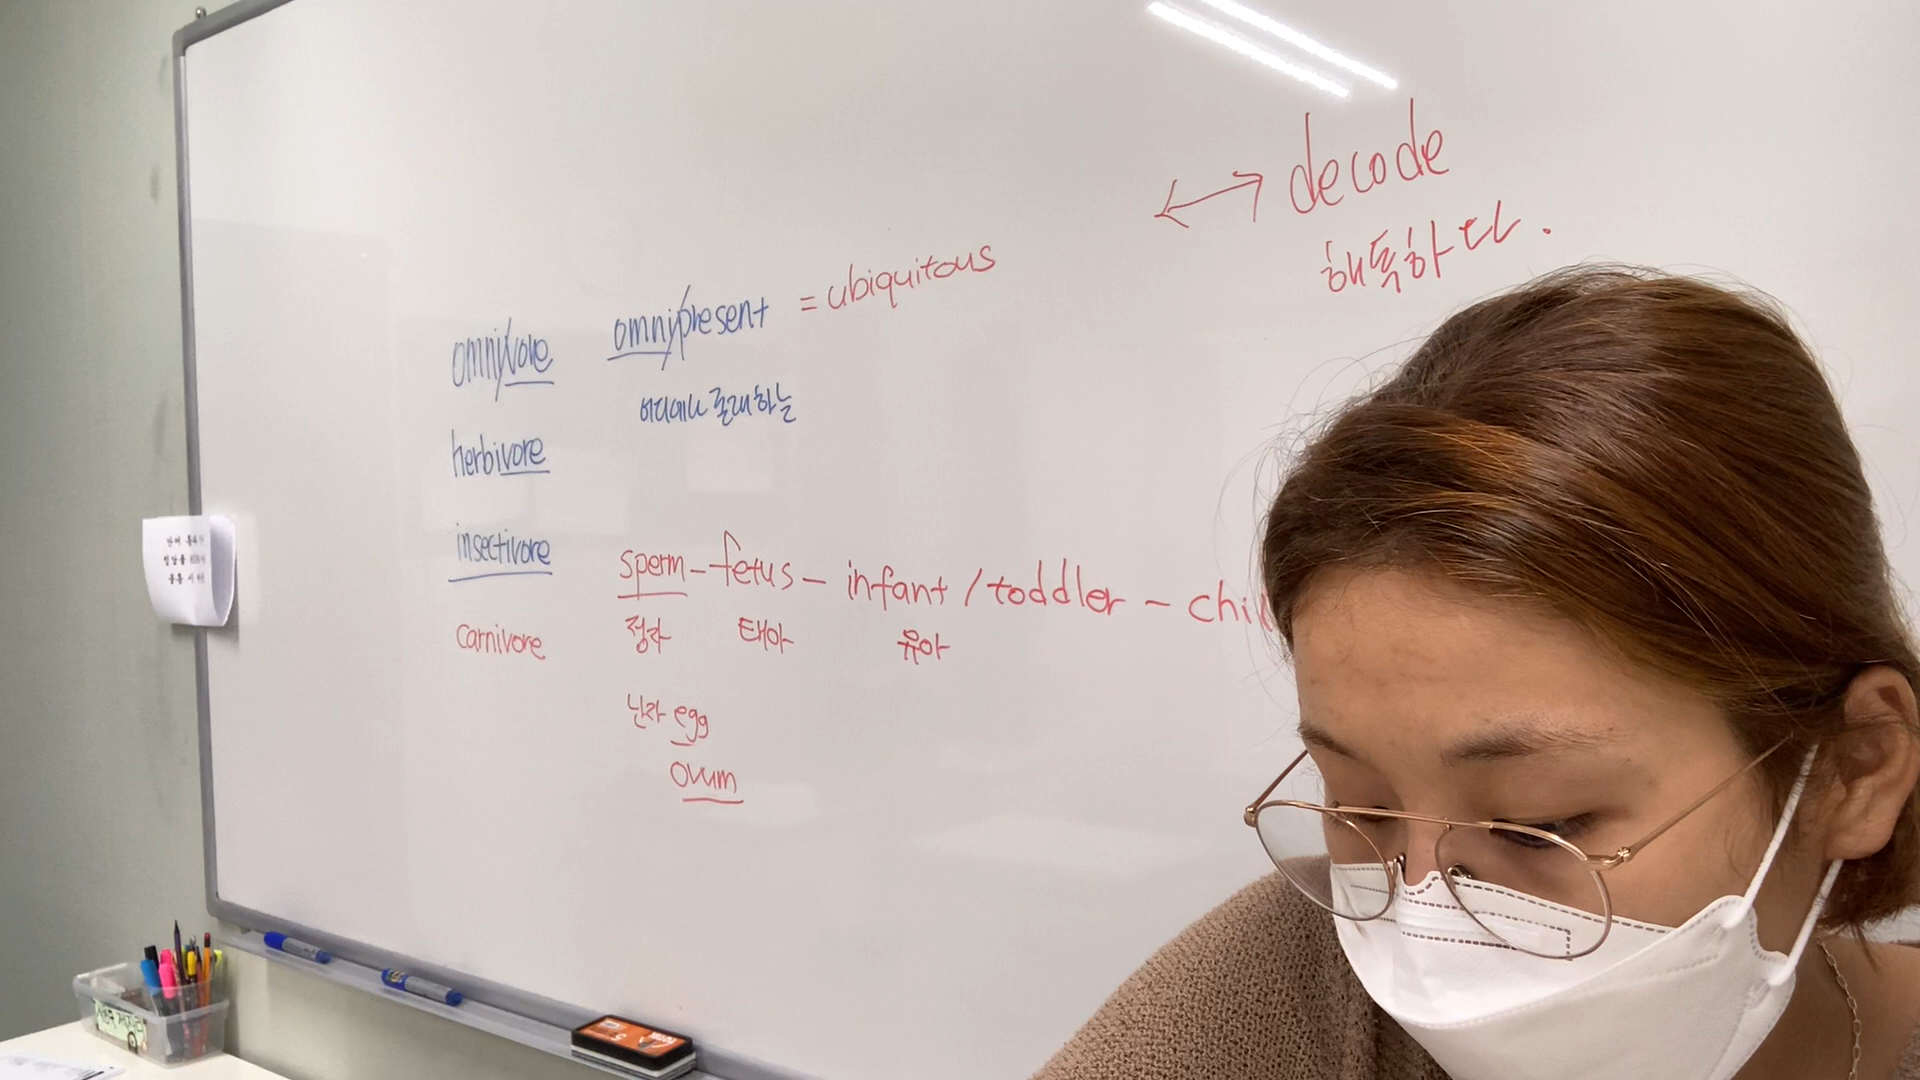 ↔ decode
해독하다.
omni/vore omni/present = ubiquitous
어디에나 존재하는
herbivore
insectivore
sperm - fetus - infant / toddler - chil
정자 태아 유아
carnivore
난자 egg
ovum